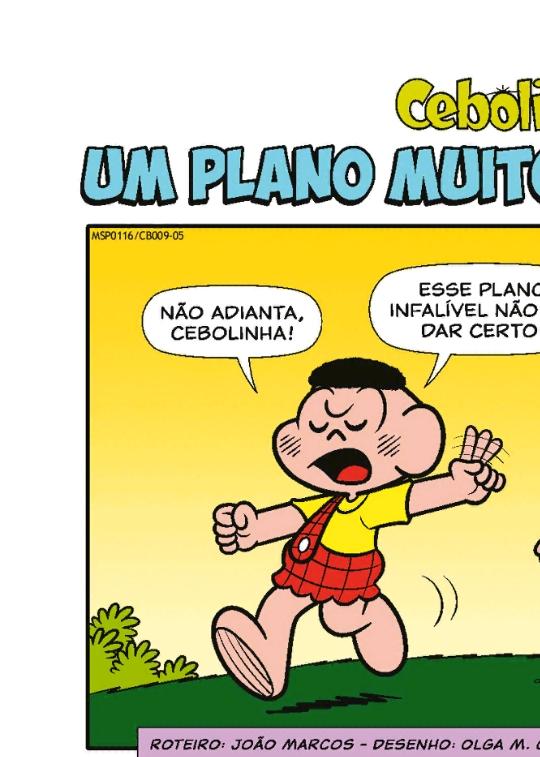 Ceboli
UM PLANO MUITO
MSP0116/CB009-05
NÃO ADIANTA,
CEBOLINHA!
ESSE PLANO
INFALÍVEL NÃO
DAR CERTO
ROTEIRO: JOÃO MARCOS - DESENHO: OLGA M.